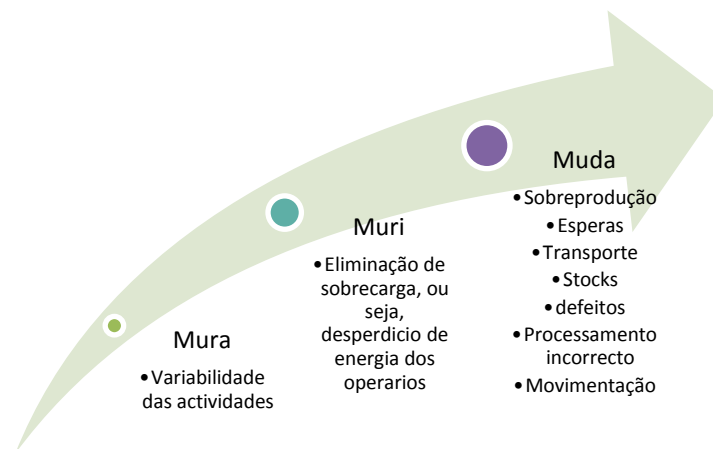 Mura
•Variabilidade
das actividades
Muri
•Eliminação de
sobrecarga, ou
seja,
desperdicio de
energia dos
operarios
Muda
•Sobreprodução
•Esperas
•Transporte
•Stocks
•defeitos
•Processamento
incorrecto
•Movimentação